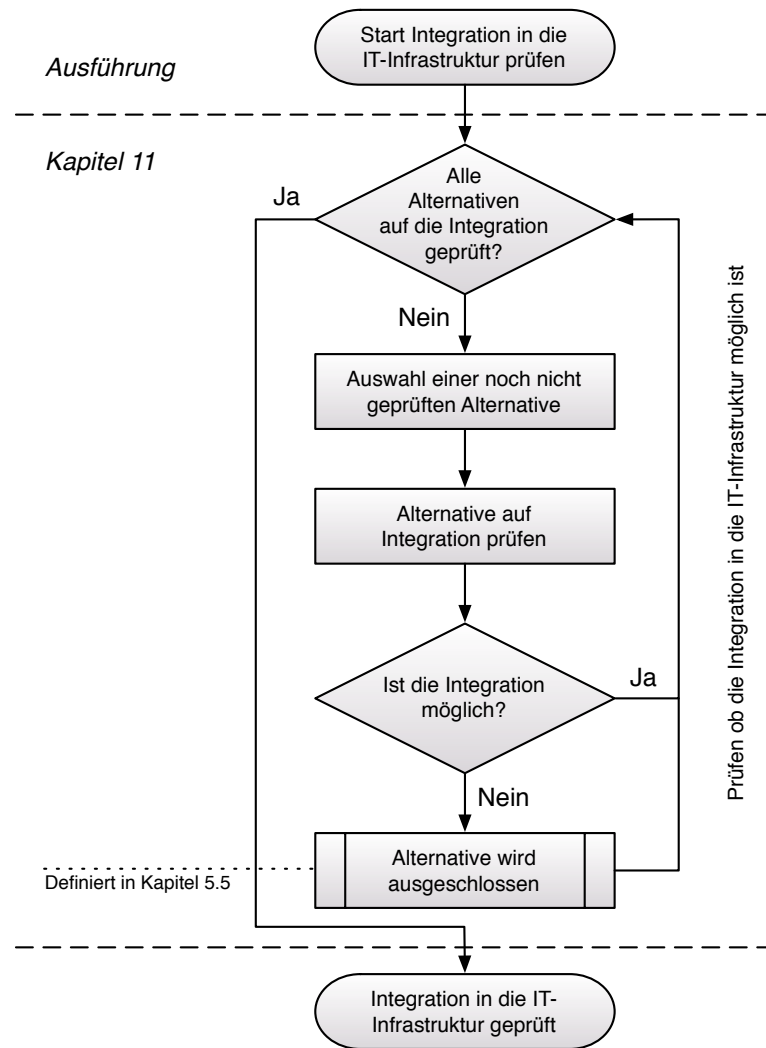 Start Integration in die
IT-Infrastruktur prüfen
Ausführung
Kapitel 11
Alle
Alternativen
auf die Integration
geprüft?
Ja
Nein
Auswahl einer noch nicht
geprüften Alternative
Alternative auf
Integration prüfen
Ist die Integration
möglich?
Ja
Nein
Alternative wird
ausgeschlossen
Definiert in Kapitel 5.5
Prüfen ob die Integration in die IT-Infrastruktur möglich ist
Integration in die IT-
Infrastruktur geprüft